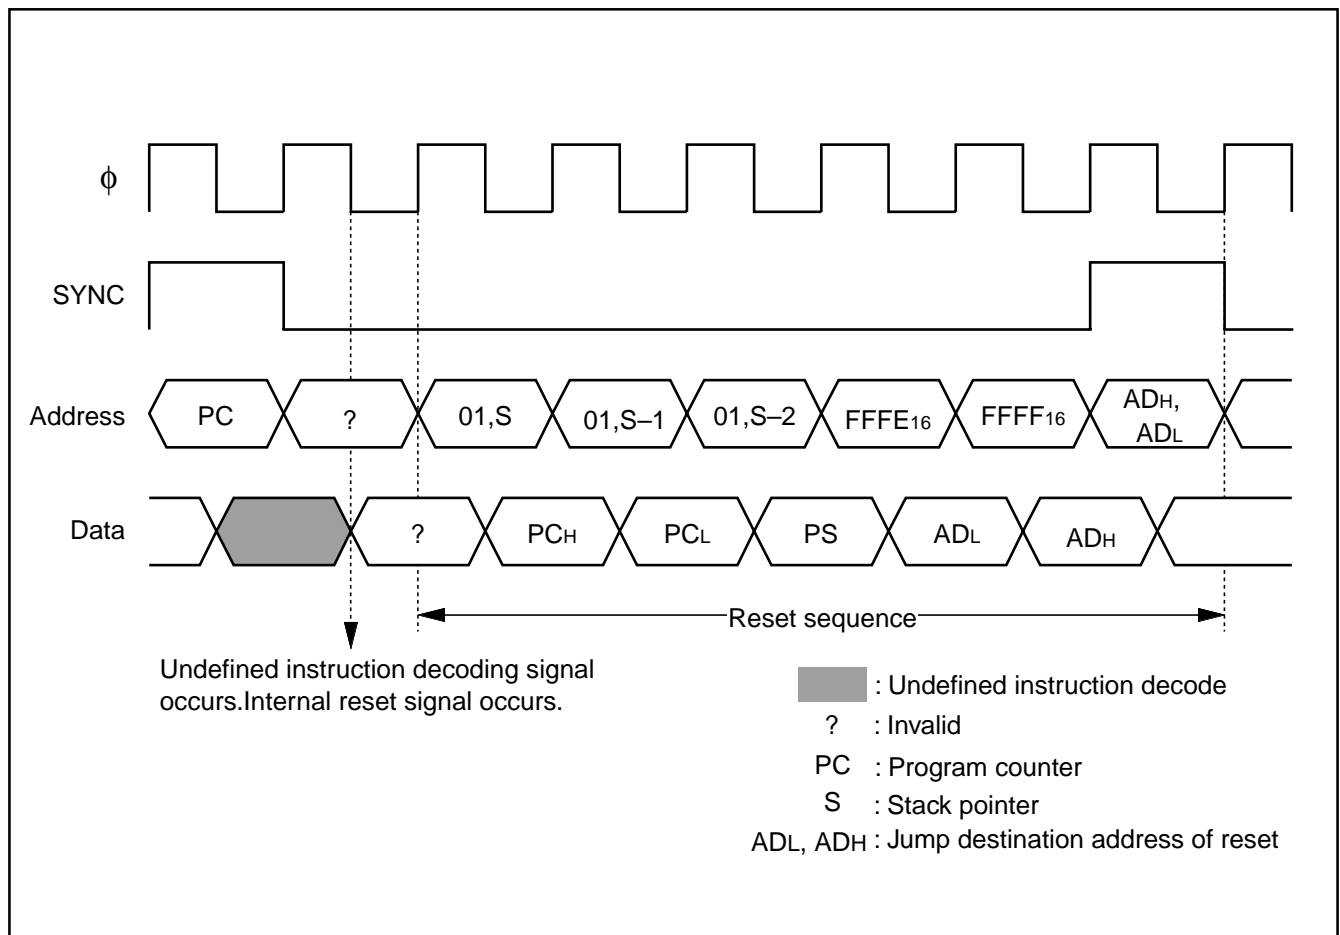 ϕ
SYNC
Address PC ? 01,S 01,S–1 01,S–2 FFFE16 FFFF16 ADH,
ADL
Data ? PCH PCL PS ADL ADH
Reset sequence
Undefined instruction decoding signal
occurs.Internal reset signal occurs.
: Undefined instruction decode
? : Invalid
PC : Program counter
S : Stack pointer
ADL, ADH : Jump destination address of reset